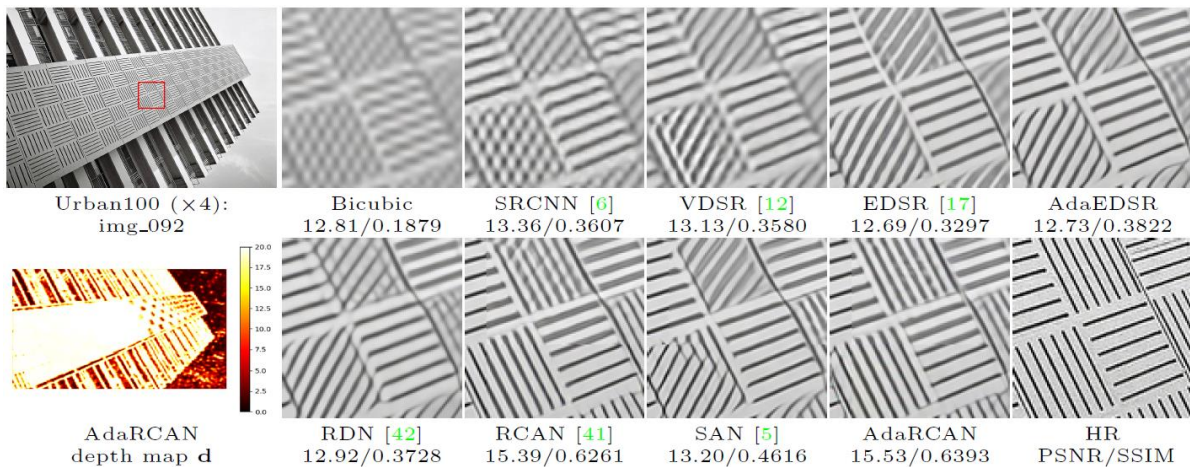 Urban100 (×4):
img_092
Bicubic
12.81/0.1879
SRCNN [6]
13.36/0.3607
VDSR [12]
13.13/0.3580
EDSR [17]
12.69/0.3297
AdaEDSR
12.73/0.3822
20.0
17.5
15.0
12.5
10.0
7.5
5.0
2.5
0.0
AdaRCAN
depth map d
RDN [42]
12.92/0.3728
RCAN [41]
15.39/0.6261
SAN [5]
13.20/0.4616
AdaRCAN
15.53/0.6393
HR
PSNR/SSIM